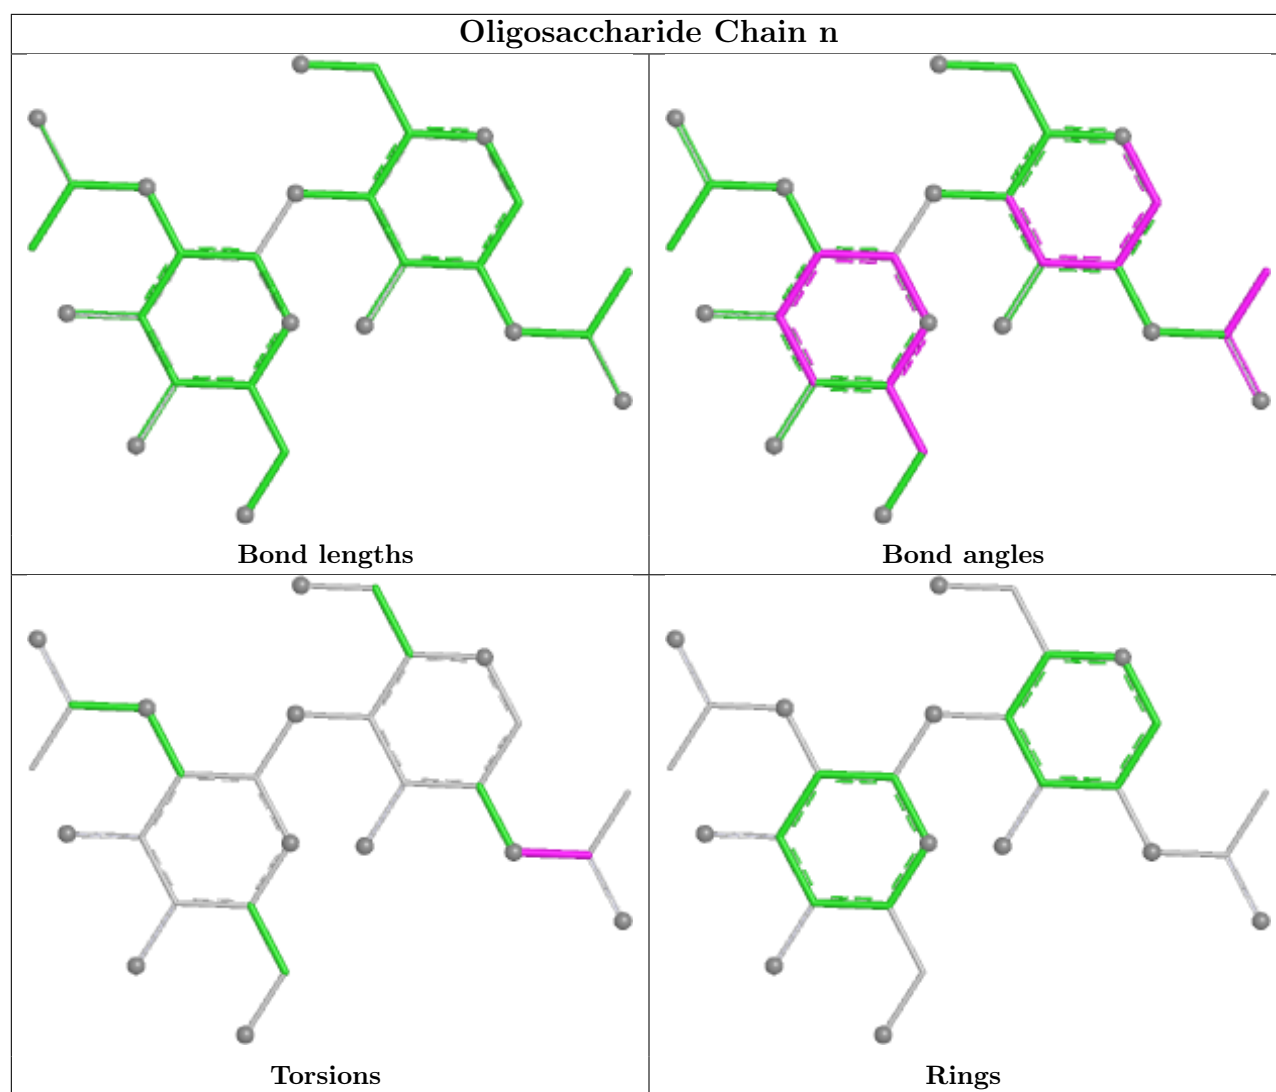 Oligosaccharide Chain n
Bond lengths
Bond angles
Torsions
Rings